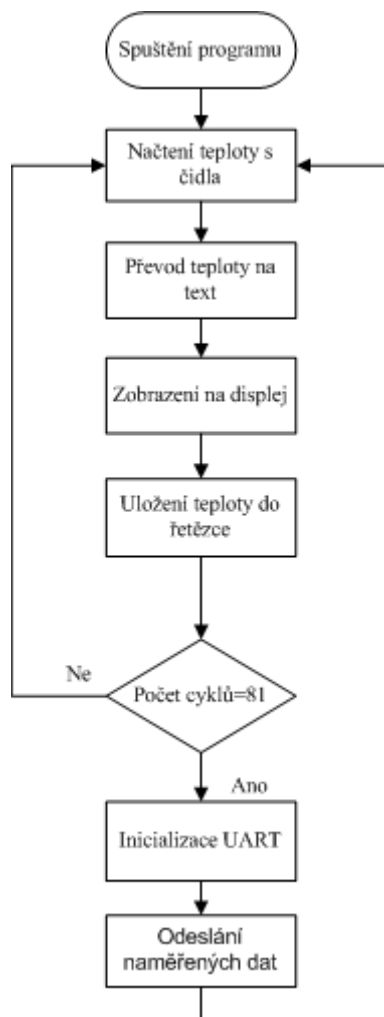 Spuštění programu
Načtení teploty s
čidla
Převod teploty na
text
Zobrazení na displej
Uložení teploty do
řetězce
Ne
Počet cyklů=81
Ano
Inicializace UART
Odeslání
naměřených dat